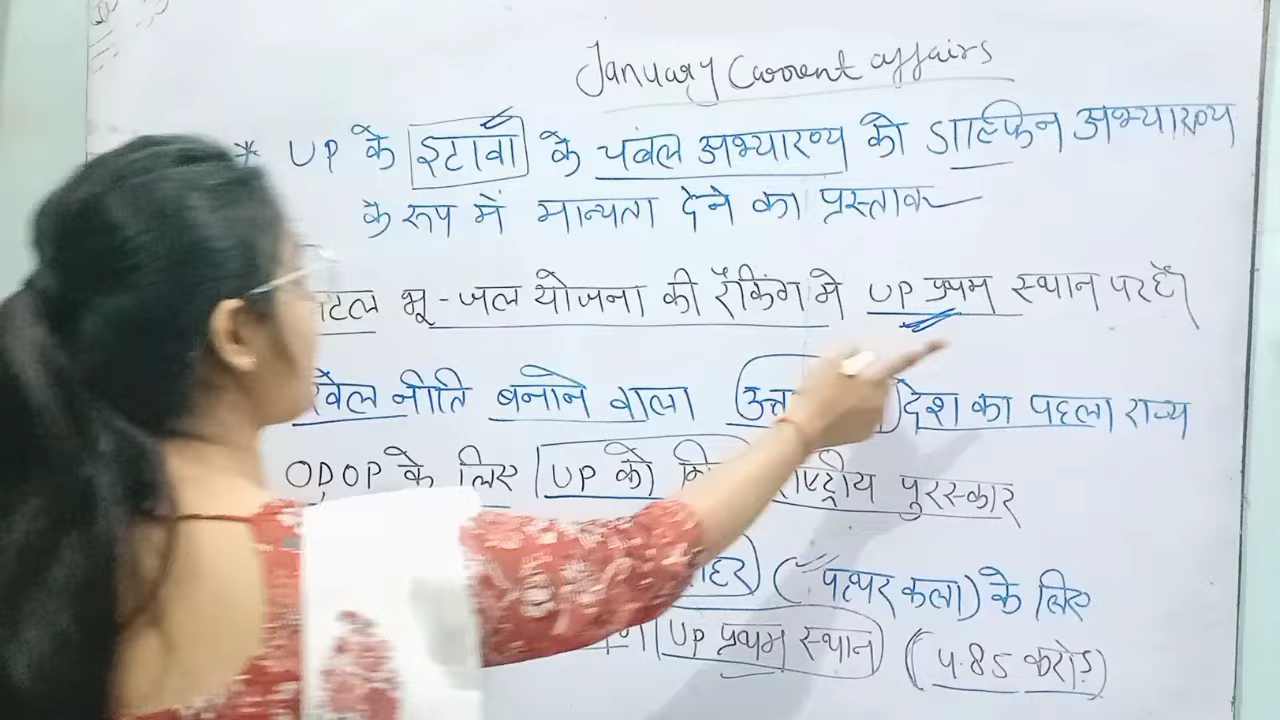 January Current affairs
* UP के इटावा के चंबल अभ्यारण्य को डाल्फिन अभ्यारण्य
के रूप में मान्यता देने का प्रस्ताव
भू-जल योजना की रैंकिंग मे UP प्रथम स्थान पर है।
नीति बनाने वाला देश का पहला राज्य
ODOP के लिए UP को राष्ट्रीय पुरस्कार
(पत्थर कला) के लिए
UP प्रथम स्थान (4.85 करोड़)